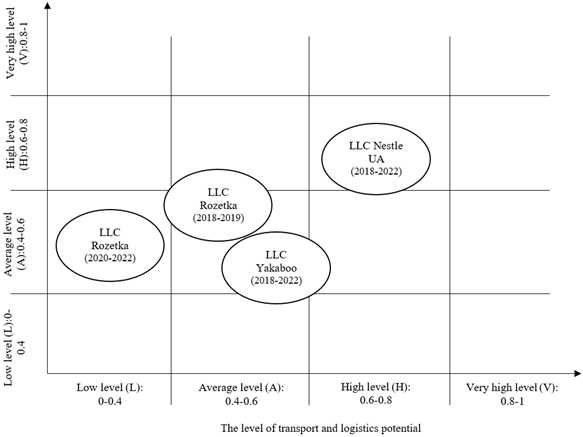 Very high level
(V):0.8-1
High level
(H):0.6-0.8
Average level
(A):0.4-0.6
Low level (L):0-
0.4
LLC Nestle
UA
(2018-2022)
LLC
Rozetka
(2018-2019)
LLC
Rozetka
(2020-2022)
LLC
Yakaboo
(2018-2022)
Low level (L):
0-0.4
Average level (A):
0.4-0.6
High level (H):
0.6-0.8
Very high level (V):
0.8-1
The level of transport and logistics potential